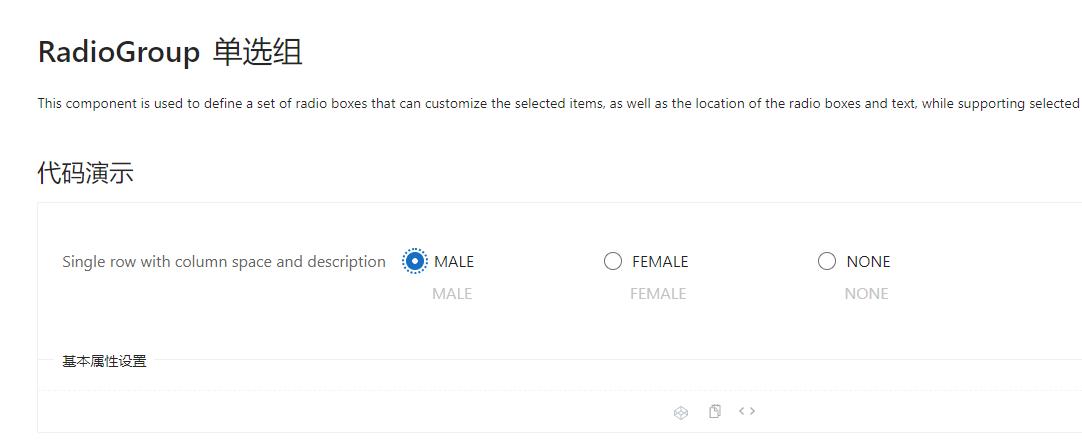 RadioGroup 单选组
This component is used to define a set of radio boxes that can customize the selected items, as well as the location of the radio boxes and text, while supporting selected
代码演示
Single row with column space and description MALE FEMALE NONE
MALE FEMALE NONE
基本属性设置